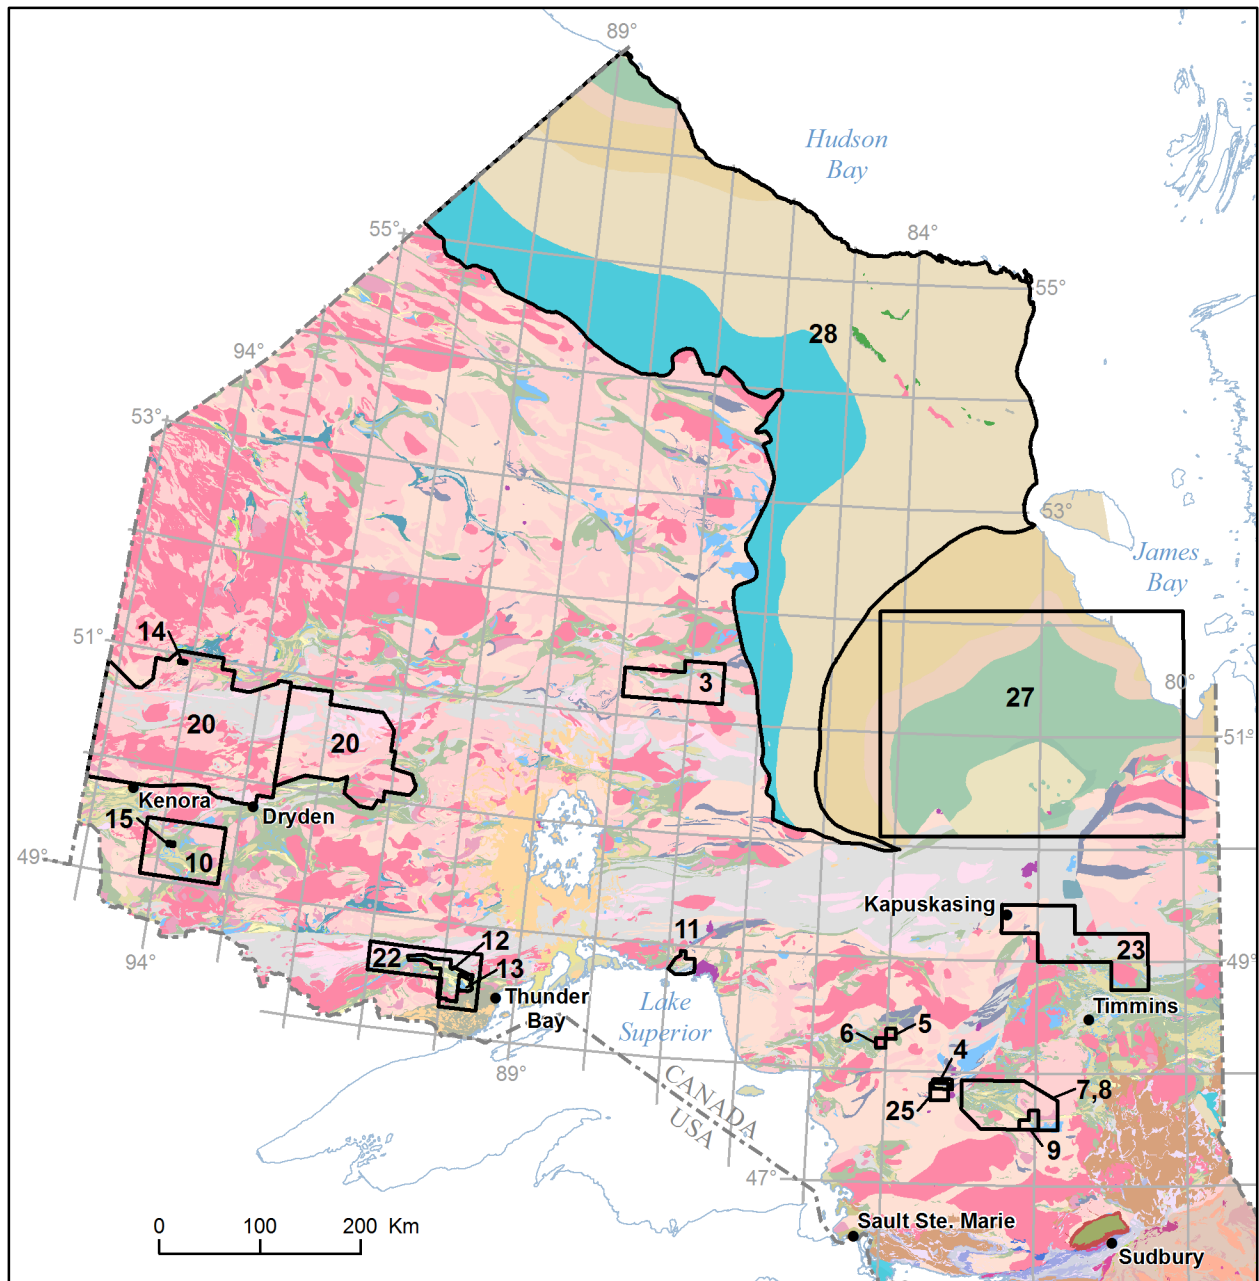 89°
Hudson
Bay
84°
55°
55°
28
94°
53°
53°
James
Bay
14
51°
3
80°
27
20
20
51°
Kenora
Dryden
15
10
49°
Kapuskasing
11
12
22
13
23
49°
94°
Thunder
Bay
Lake
Superior
Timmins
5
6
4
89°
CANADA
USA
7,8
25
9
47°
0 100 200 Km
Sault Ste. Marie
Sudbury